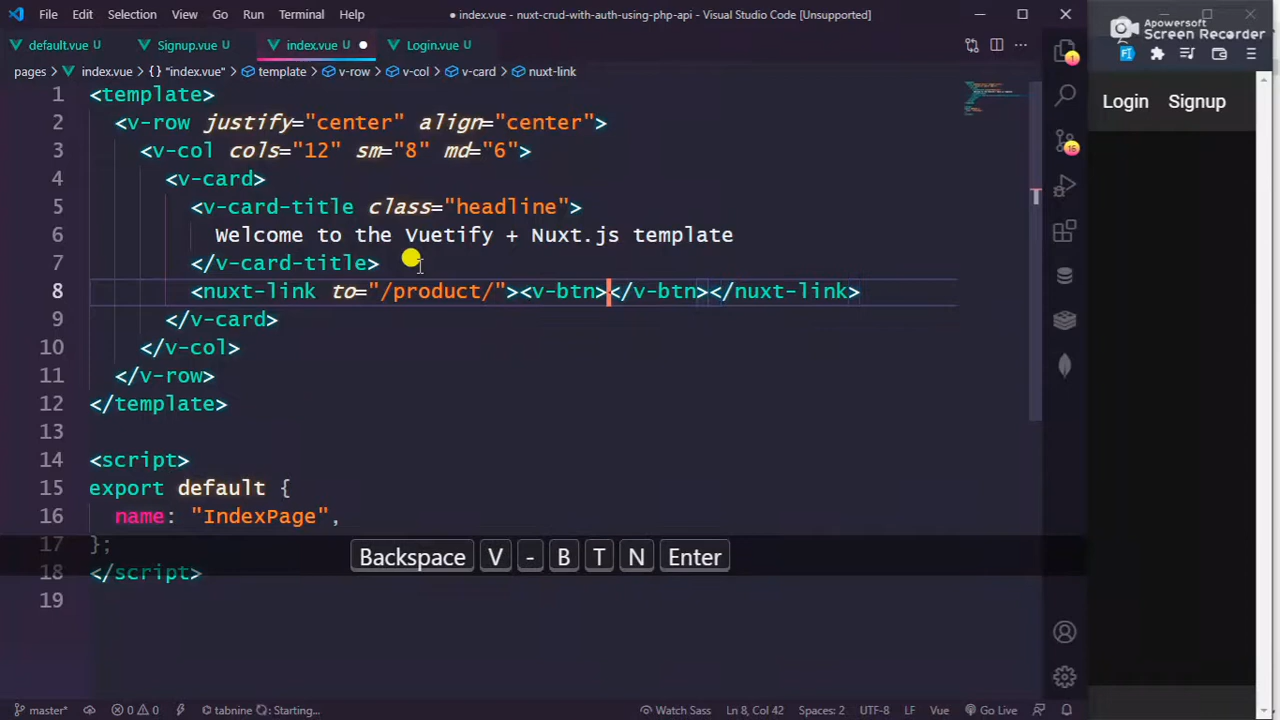 File Edit Selection View Go Run Terminal Help
● index.vue - nuxt-crud-with-auth-using-php-api - Visual Studio Code [Unsupported]
Apowersoft
Screen Recorder
default.vue U
Signup.vue U
index.vue U ●
Login.vue U
pages > index.vue > {} "index.vue" > template > v-row > v-col > v-card > nuxt-link
1 <template>
2 <v-row justify="center" align="center">
3 <v-col cols="12" sm="8" md="6">
4 <v-card>
5 <v-card-title class="headline">
6 Welcome to the Vuetify + Nuxt.js template
7 </v-card-title>
8 <nuxt-link to="/product/"><v-btn></v-btn></nuxt-link>
9 </v-card>
10 </v-col>
11 </v-row>
12 </template>
13
14 <script>
15 export default {
16 name: "IndexPage",
17 };
18 </script>
19
Backspace V - B T N Enter
1
16
Login Signup
master* 0 0 tabnine Starting... Watch Sass Ln 8, Col 42 Spaces: 2 UTF-8 LF Vue Go Live